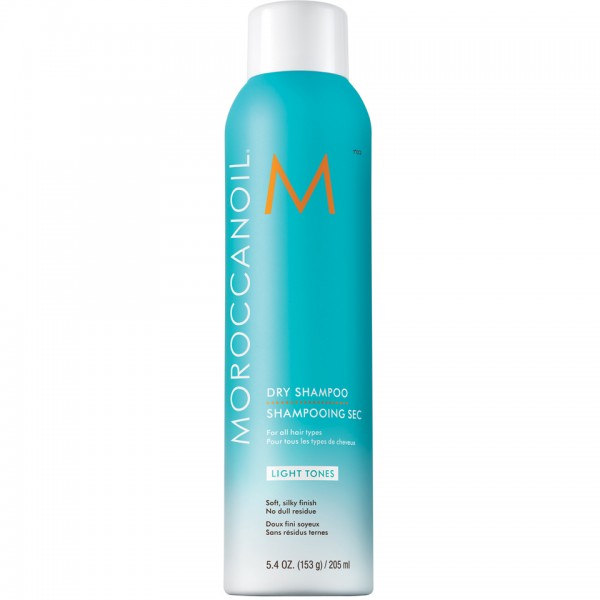 MOROCCANOIL®
M
DRY SHAMPOO
SHAMPOOING SEC
For all hair types
Pour tous les types de cheveux
LIGHT TONES
Soft, silky finish
No dull residue
Doux fini soyeux
Sans résidus ternes
5.4 OZ. (153 g) / 205 ml